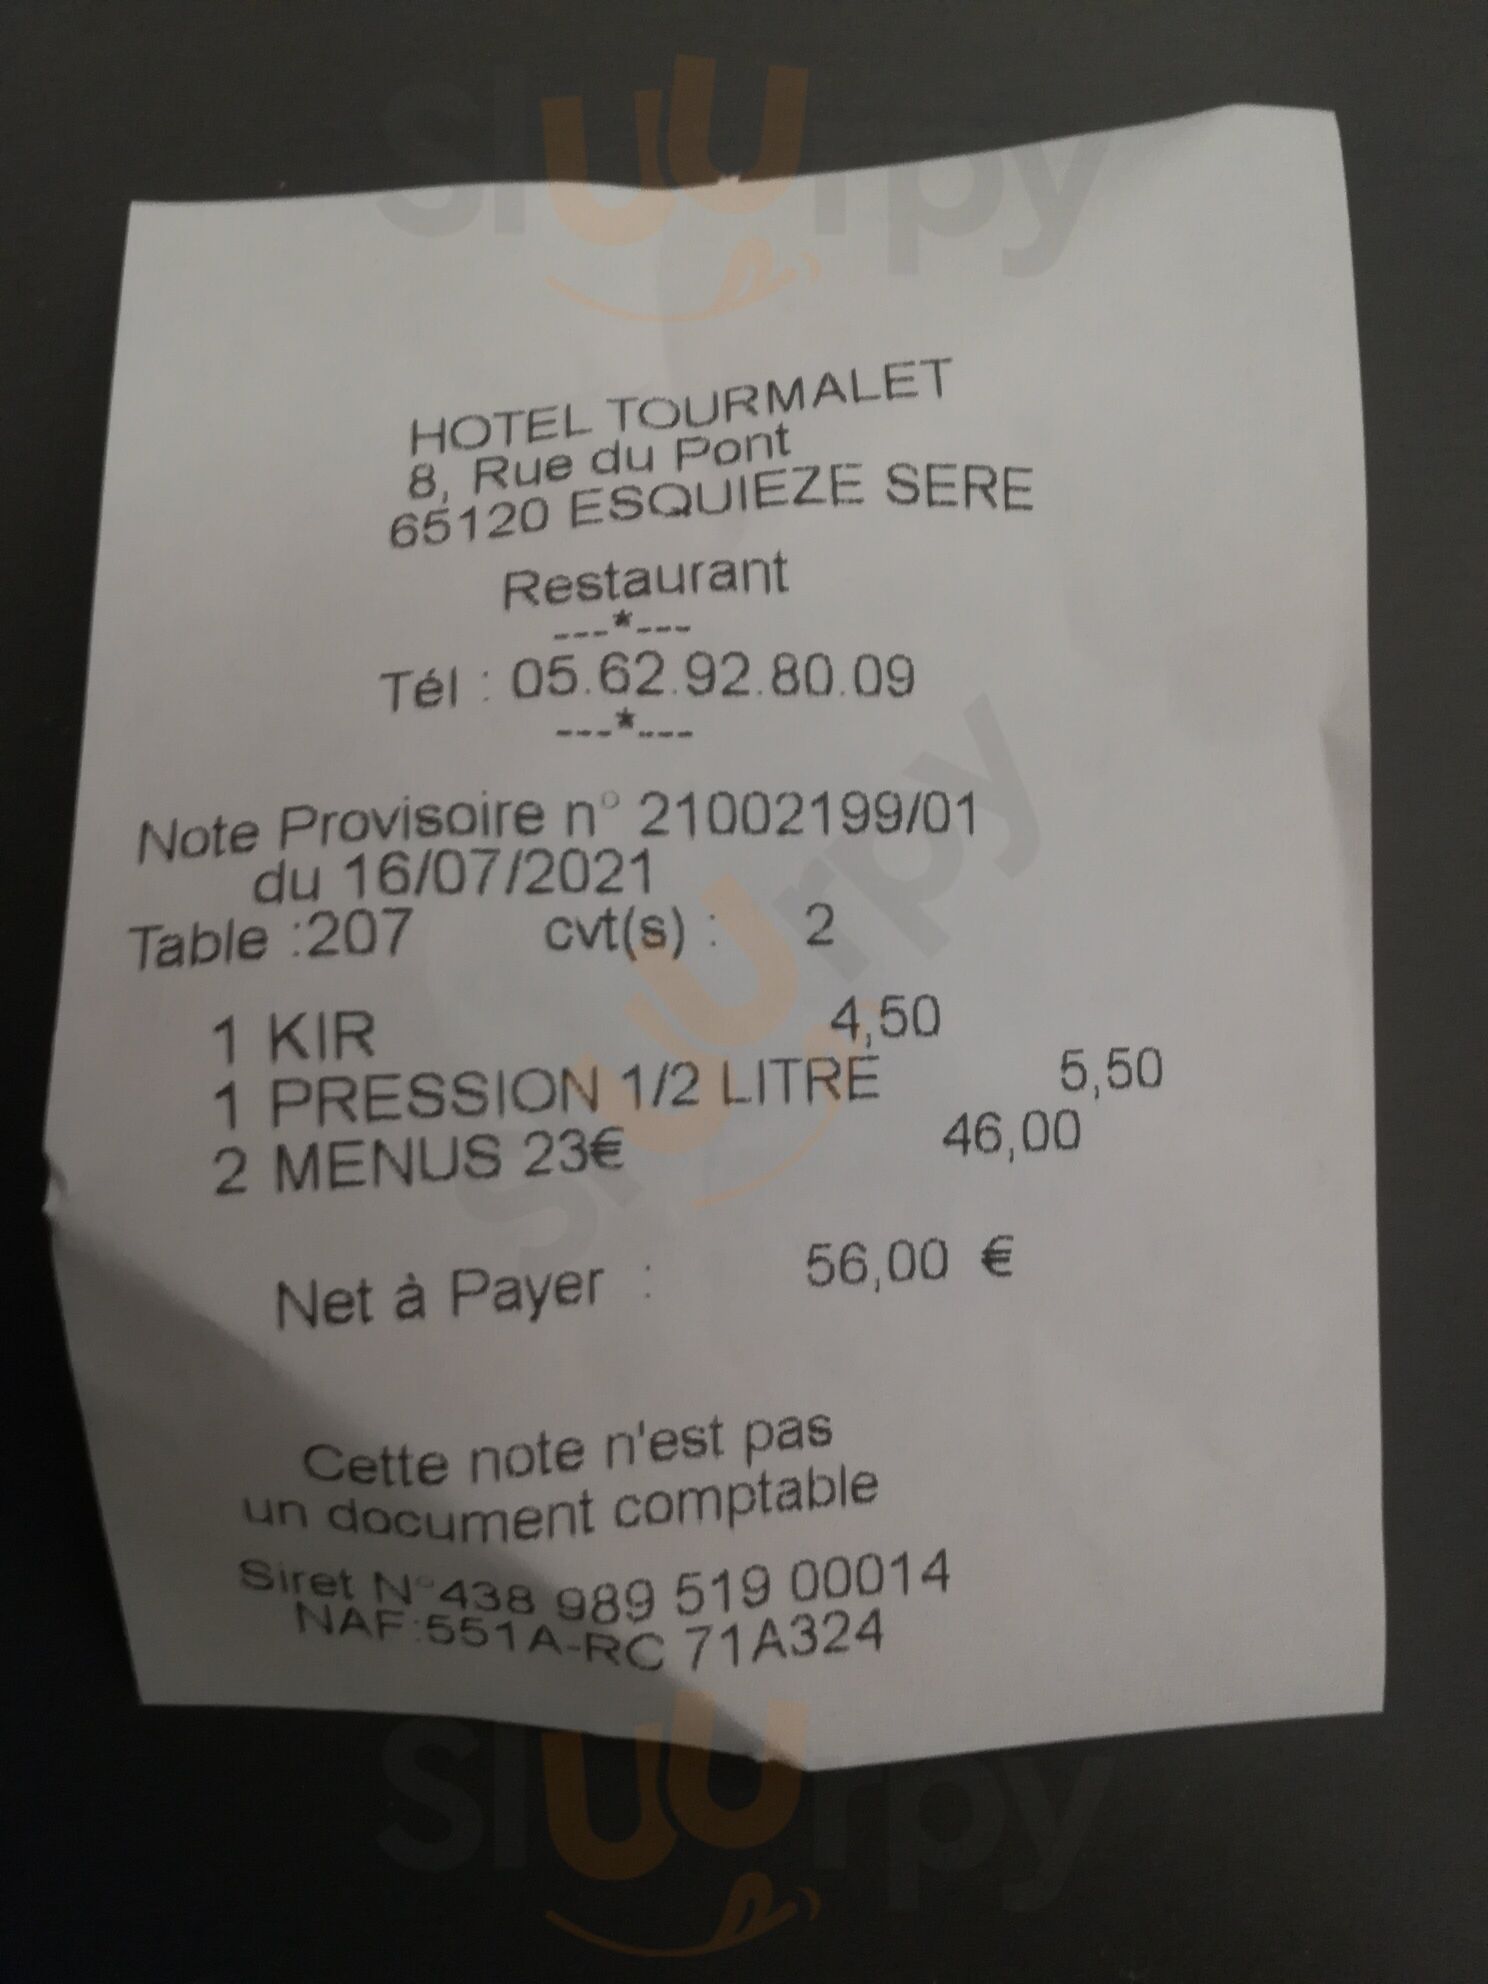 sluurpy
HOTEL TOURMALET
8, Rue du Pont
65120 ESQUIEZE SERE
Restaurant
---*---
Tél : 05.62.92.80.09
---*---
Note Provisoire n° 21002199/01
du 16/07/2021
Table :207 cvt(s) : 2
1 KIR 4,50
1 PRESSION 1/2 LITRE 5,50
2 MENUS 23€ 46,00
sluurpy
Net à Payer : 56,00 €
Cette note n'est pas
un document comptable
Siret N°438 989 519 00014
NAF:551A-RC 71A324
sluurpy